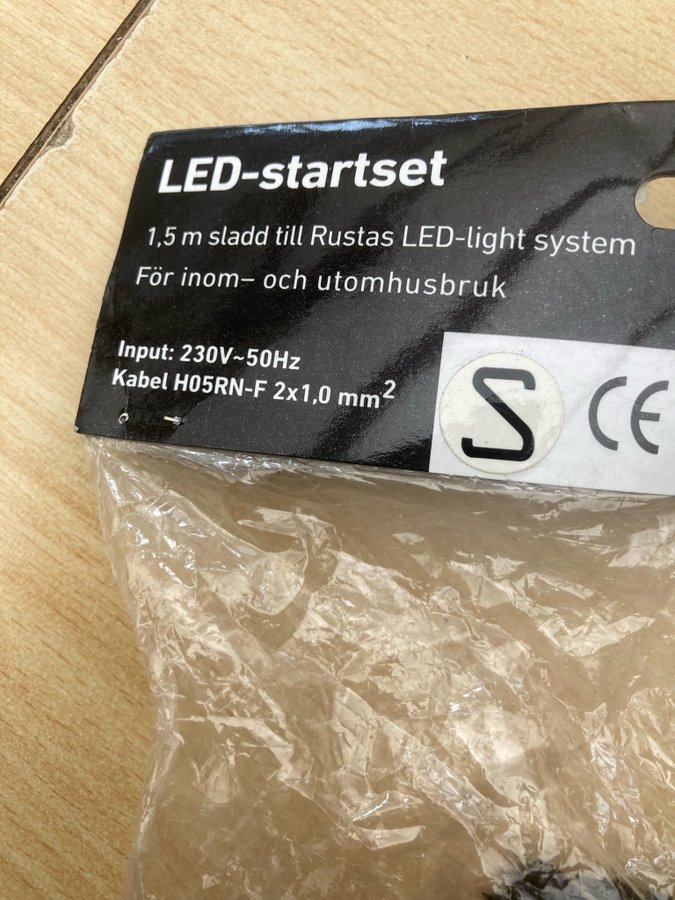 LED-startset
1,5 m sladd till Rustas LED-light system
För inom– och utomhusbruk
Input: 230V~50Hz
Kabel H05RN-F 2x1,0 mm²
S CE